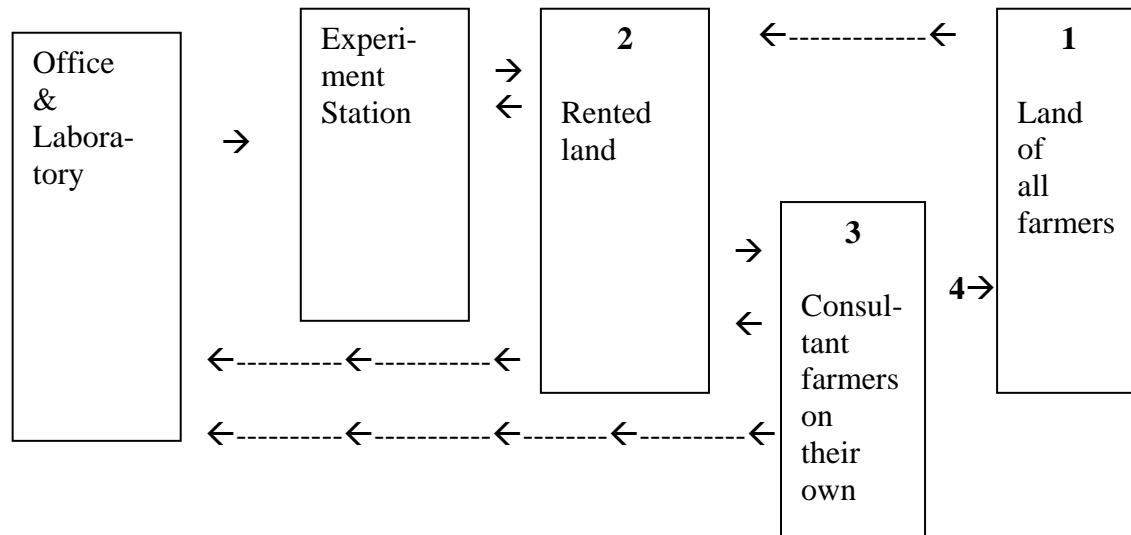 Office
&
Labora-
tory
→
Experi-
ment
Station
→
←
2
Rented
land
←-------------←
1
Land
of
all
farmers
→
←
3
Consul-
tant
farmers
on
their
own
4→
←----------←----------←
←----------←----------←-------←---------←